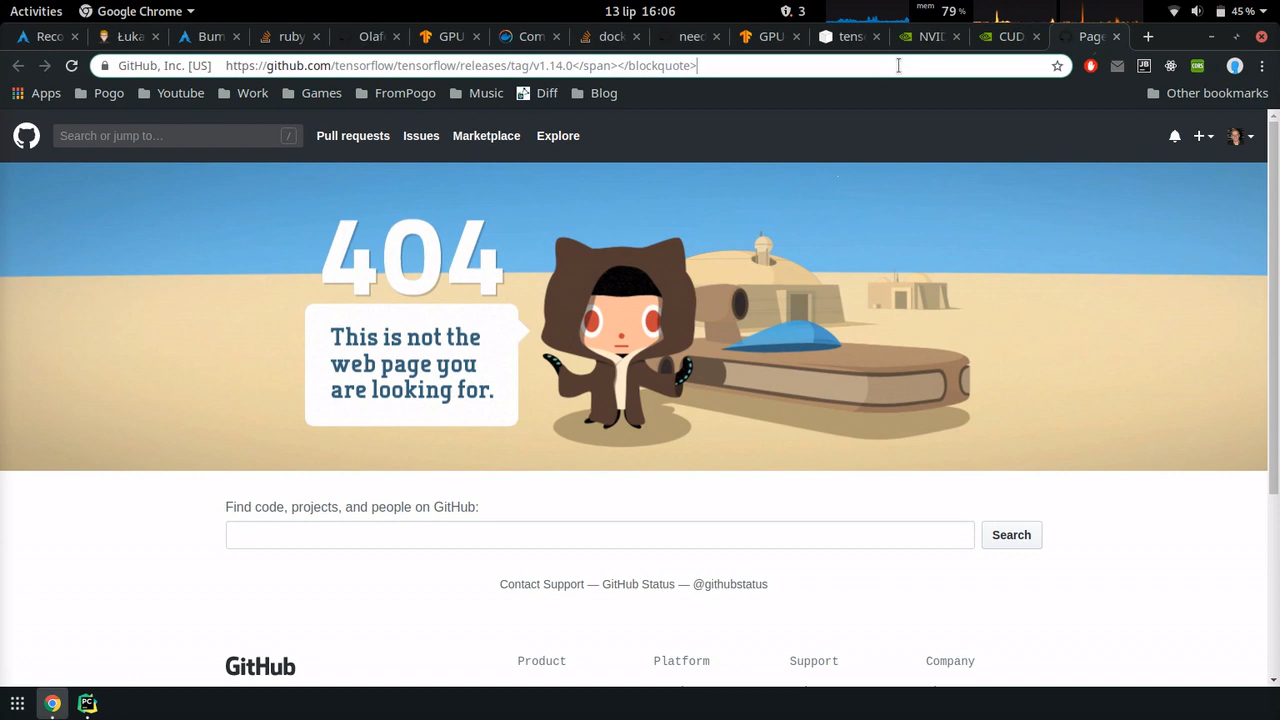 Activities Google Chrome 13 lip 16:06 3 mem 79 % 45 %
Reco Łuka Bum ruby Olaf GPU Com dock need GPU tens NVID CUD Page
GitHub, Inc. [US] https://github.com/tensorflow/tensorflow/releases/tag/v1.14.0</span></blockquote> JB CORS
Apps Pogo Youtube Work Games FromPogo Music Diff Blog Other bookmarks
Search or jump to… / Pull requests Issues Marketplace Explore
404
This is not the
web page you
are looking for.
Find code, projects, and people on GitHub:
Search
Contact Support — GitHub Status — @githubstatus
GitHub Product Platform Support Company
PC